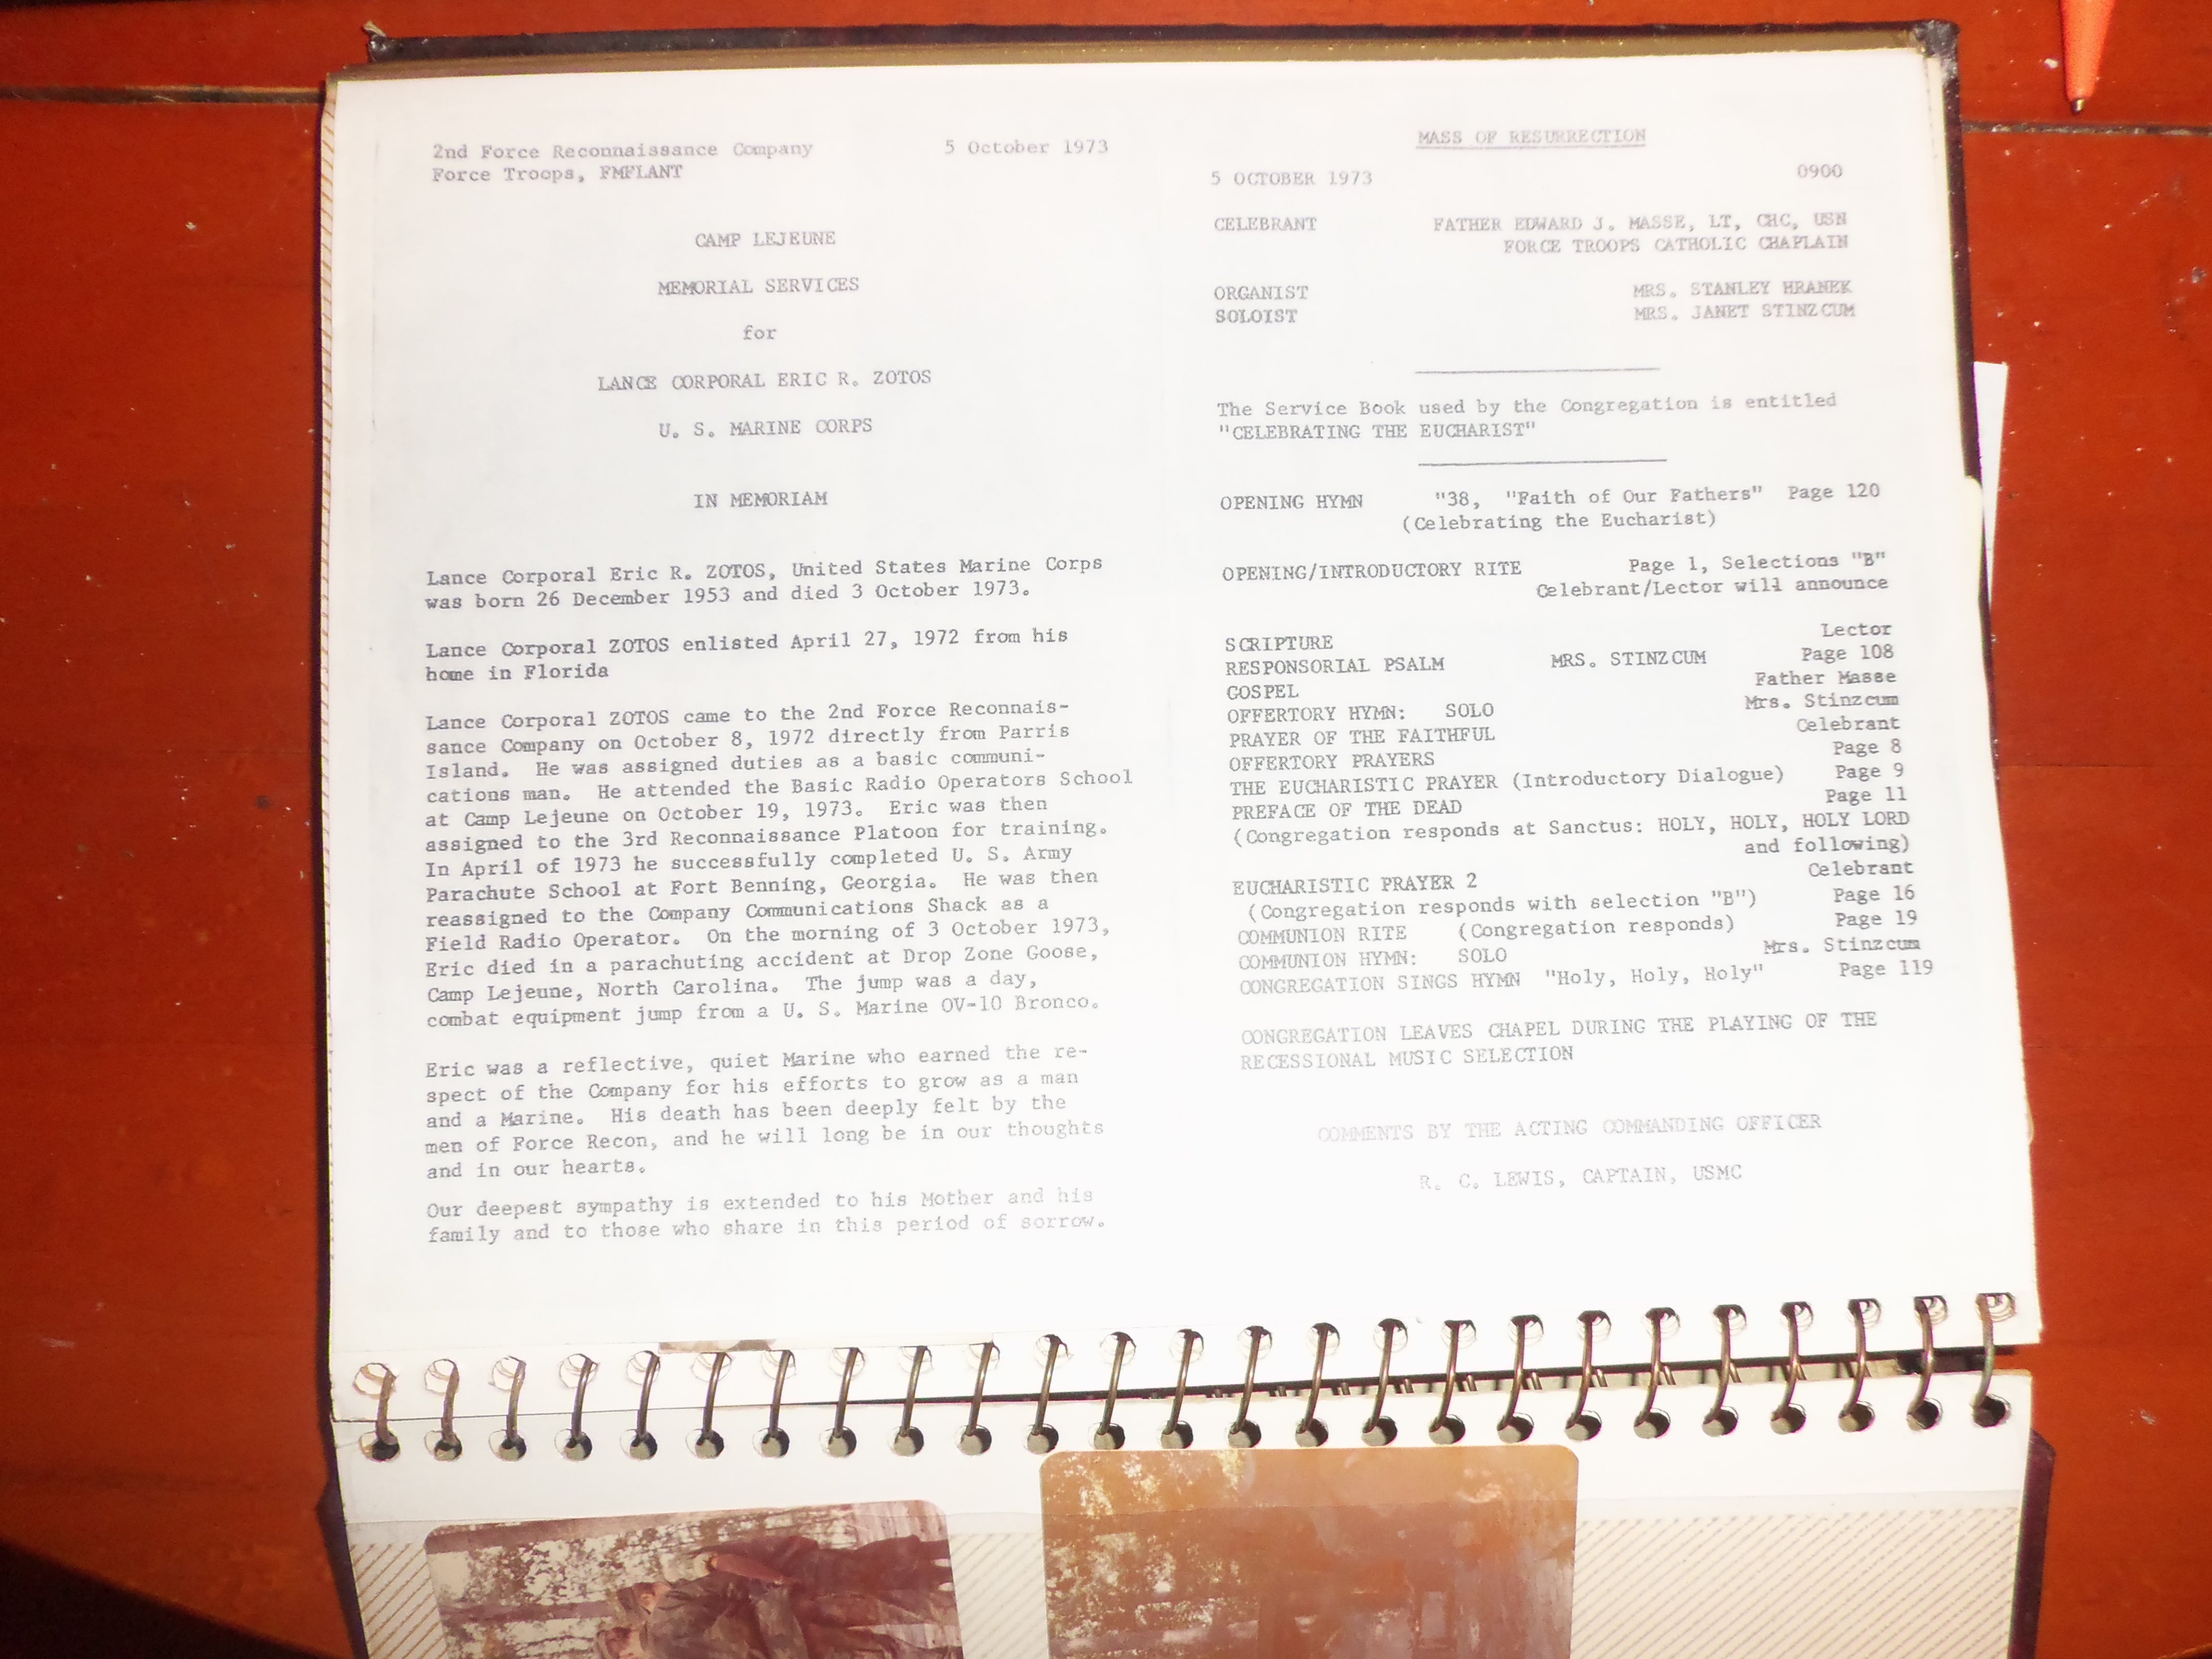 2nd Force Reconnaissance Company 5 October 1973
Force Troops, FMFLANT
CAMP LEJEUNE
MEMORIAL SERVICES
for
LANCE CORPORAL ERIC R. ZOTOS
U. S. MARINE CORPS
IN MEMORIAM
Lance Corporal Eric R. ZOTOS, United States Marine Corps
was born 26 December 1953 and died 3 October 1973.
Lance Corporal ZOTOS enlisted April 27, 1972 from his
home in Florida
Lance Corporal ZOTOS came to the 2nd Force Reconnais-
sance Company on October 8, 1972 directly from Parris
Island. He was assigned duties as a basic communi-
cations man. He attended the Basic Radio Operators School
at Camp Lejeune on October 19, 1973. Eric was then
assigned to the 3rd Reconnaissance Platoon for training.
In April of 1973 he successfully completed U. S. Army
Parachute School at Fort Benning, Georgia. He was then
reassigned to the Company Communications Shack as a
Field Radio Operator. On the morning of 3 October 1973,
Eric died in a parachuting accident at Drop Zone Goose,
Camp Lejeune, North Carolina. The jump was a day,
combat equipment jump from a U. S. Marine OV-10 Bronco.
Eric was a reflective, quiet Marine who earned the re-
spect of the Company for his efforts to grow as a man
and a Marine. His death has been deeply felt by the
men of Force Recon, and he will long be in our thoughts
and in our hearts.
Our deepest sympathy is extended to his Mother and his
family and to those who share in this period of sorrow.
MASS OF RESURRECTION
5 OCTOBER 1973 0900
CELEBRANT FATHER EDWARD J. MASSE, LT, CHC, USN
FORCE TROOPS CATHOLIC CHAPLAIN
ORGANIST MRS. STANLEY HRANEK
SOLOIST MRS. JANET STINZCUM
The Service Book used by the Congregation is entitled
"CELEBRATING THE EUCHARIST"
OPENING HYMN "38, "Faith of Our Fathers" Page 120
(Celebrating the Eucharist)
OPENING/INTRODUCTORY RITE Page 1, Selections "B"
Celebrant/Lector will announce
SCRIPTURE Lector
RESPONSORIAL PSALM MRS. STINZCUM Page 108
GOSPEL Father Masse
OFFERTORY HYMN: SOLO Mrs. Stinzcum
PRAYER OF THE FAITHFUL Celebrant
OFFERTORY PRAYERS Page 8
THE EUCHARISTIC PRAYER (Introductory Dialogue) Page 9
PREFACE OF THE DEAD Page 11
(Congregation responds at Sanctus: HOLY, HOLY, HOLY LORD
and following)
EUCHARISTIC PRAYER 2 Celebrant
(Congregation responds with selection "B") Page 16
COMMUNION RITE (Congregation responds) Page 19
COMMUNION HYMN: SOLO Mrs. Stinzcum
CONGREGATION SINGS HYMN "Holy, Holy, Holy" Page 119
CONGREGATION LEAVES CHAPEL DURING THE PLAYING OF THE
RECESSIONAL MUSIC SELECTION
COMMENTS BY THE ACTING COMMANDING OFFICER
R. C. LEWIS, CAPTAIN, USMC